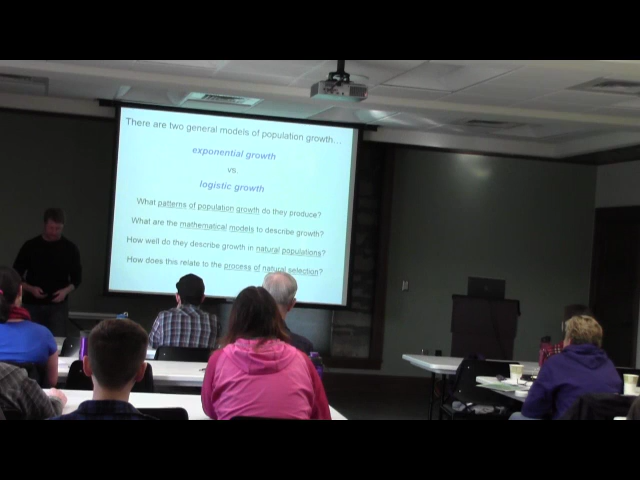 There are two general models of population growth…
exponential growth
vs.
logistic growth
What patterns of population growth do they produce?
What are the mathematical models to describe growth?
How well do they describe growth in natural populations?
How does this relate to the process of natural selection?